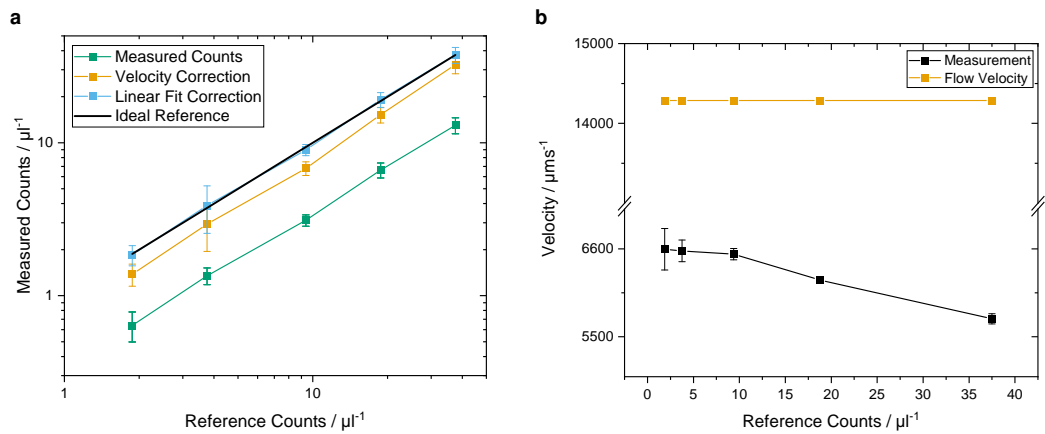 a
Measured Counts
Velocity Correction
Linear Fit Correction
Ideal Reference
10
1
Measured Counts / µl⁻¹
1
10
Reference Counts / µl⁻¹
b
Measurement
Flow Velocity
15000
14000
6600
5500
Velocity / µms⁻¹
0 5 10 15 20 25 30 35 40
Reference Counts / µl⁻¹